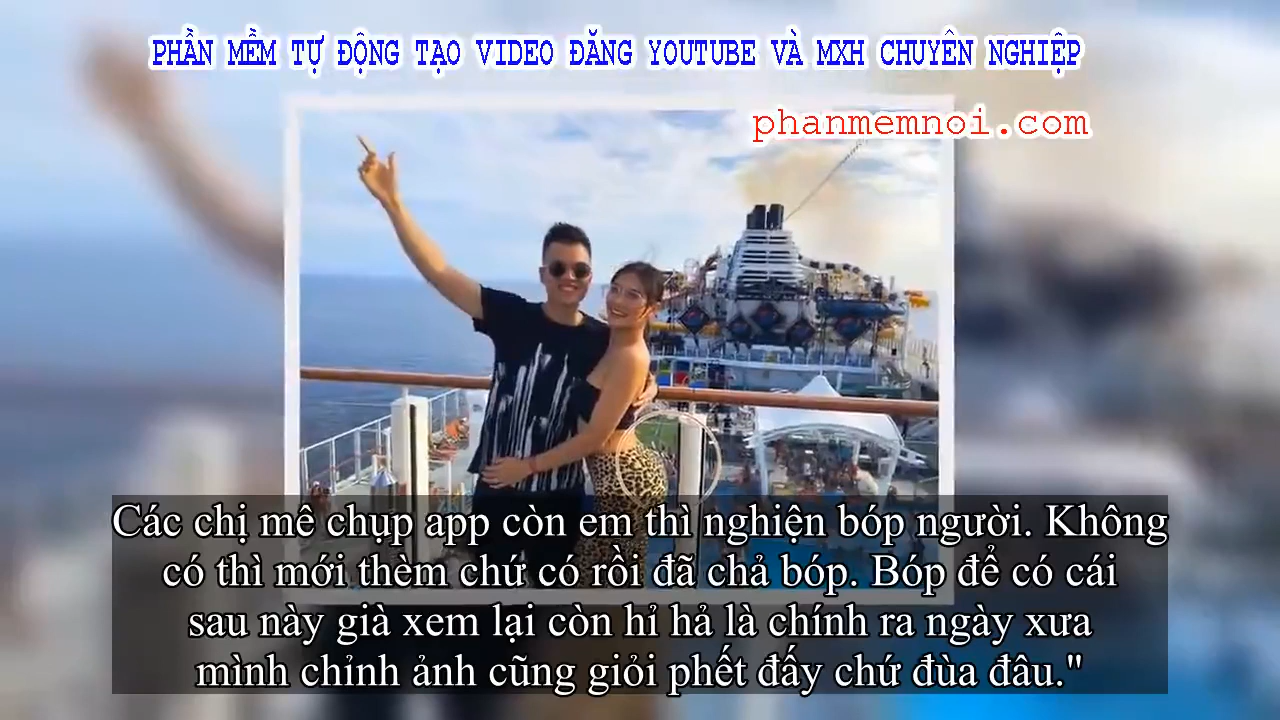 PHẦN MỀM TỰ ĐỘNG TẠO VIDEO ĐĂNG YOUTUBE VÀ MXH CHUYÊN NGHIỆP
phanmemnoi.com
Các chị mê chụp app còn em thì nghiện bóp người. Không
có thì mới thèm chứ có rồi đã chả bóp. Bóp để có cái
sau này già xem lại còn hỉ hả là chính ra ngày xưa
mình chỉnh ảnh cũng giỏi phết đấy chứ đùa đâu."